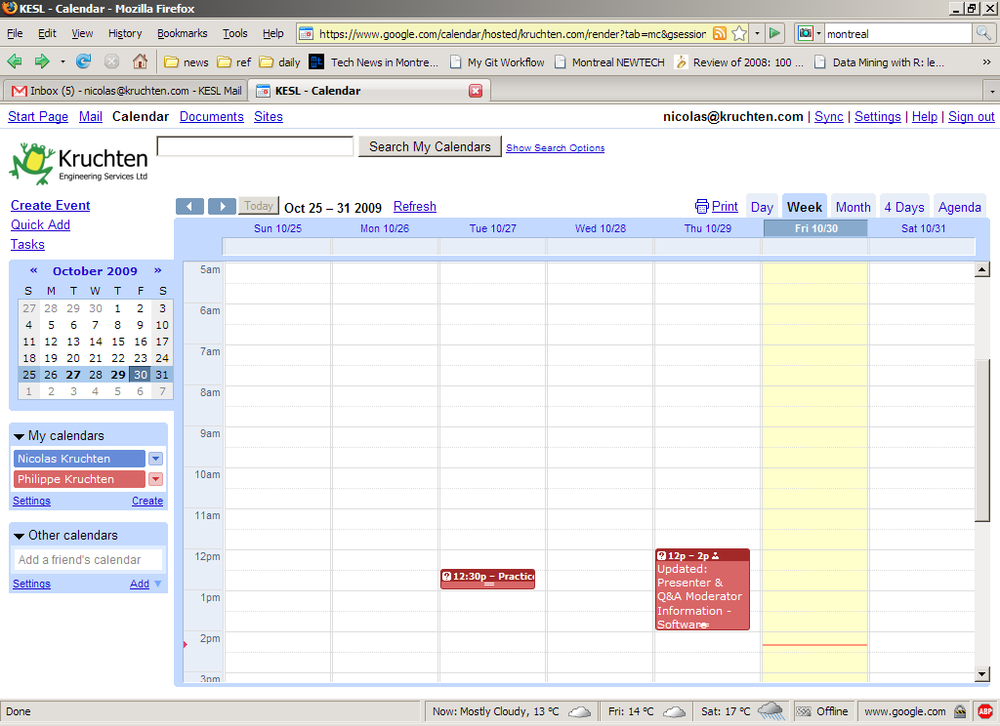 KESL - Calendar - Mozilla Firefox
File Edit View History Bookmarks Tools Help
https://www.google.com/calendar/hosted/kruchten.com/render?tab=mc&gsession
montreal
news ref daily Tech News in Montre... My Git Workflow Montreal NEWTECH Review of 2008: 100 ... Data Mining with R: le... »
Inbox (5) - nicolas@kruchten.com - KESL Mail
KESL - Calendar
Start Page Mail Calendar Documents Sites
nicolas@kruchten.com | Sync | Settings | Help | Sign out
Kruchten
Engineering Services Ltd
Search My Calendars Show Search Options
Create Event
Quick Add
Tasks
Today Oct 25 – 31 2009 Refresh
Print Day Week Month 4 Days Agenda
Sun 10/25 Mon 10/26 Tue 10/27 Wed 10/28 Thu 10/29 Fri 10/30 Sat 10/31
« October 2009 »
S M T W T F S
27 28 29 30 1 2 3
4 5 6 7 8 9 10
11 12 13 14 15 16 17
18 19 20 21 22 23 24
25 26 27 28 29 30 31
1 2 3 4 5 6 7
My calendars
Nicolas Kruchten
Philippe Kruchten
Settings Create
Other calendars
Add a friend's calendar
Settings Add
5am
6am
7am
8am
9am
10am
11am
12pm
1pm
2pm
3pm
? 12:30p – Practice
? 12p – 2p
Updated:
Presenter &
Q&A Moderator
Information -
Software
Done
Now: Mostly Cloudy, 13 °C
Fri: 14 °C
Sat: 17 °C
Offline
www.google.com
ABP